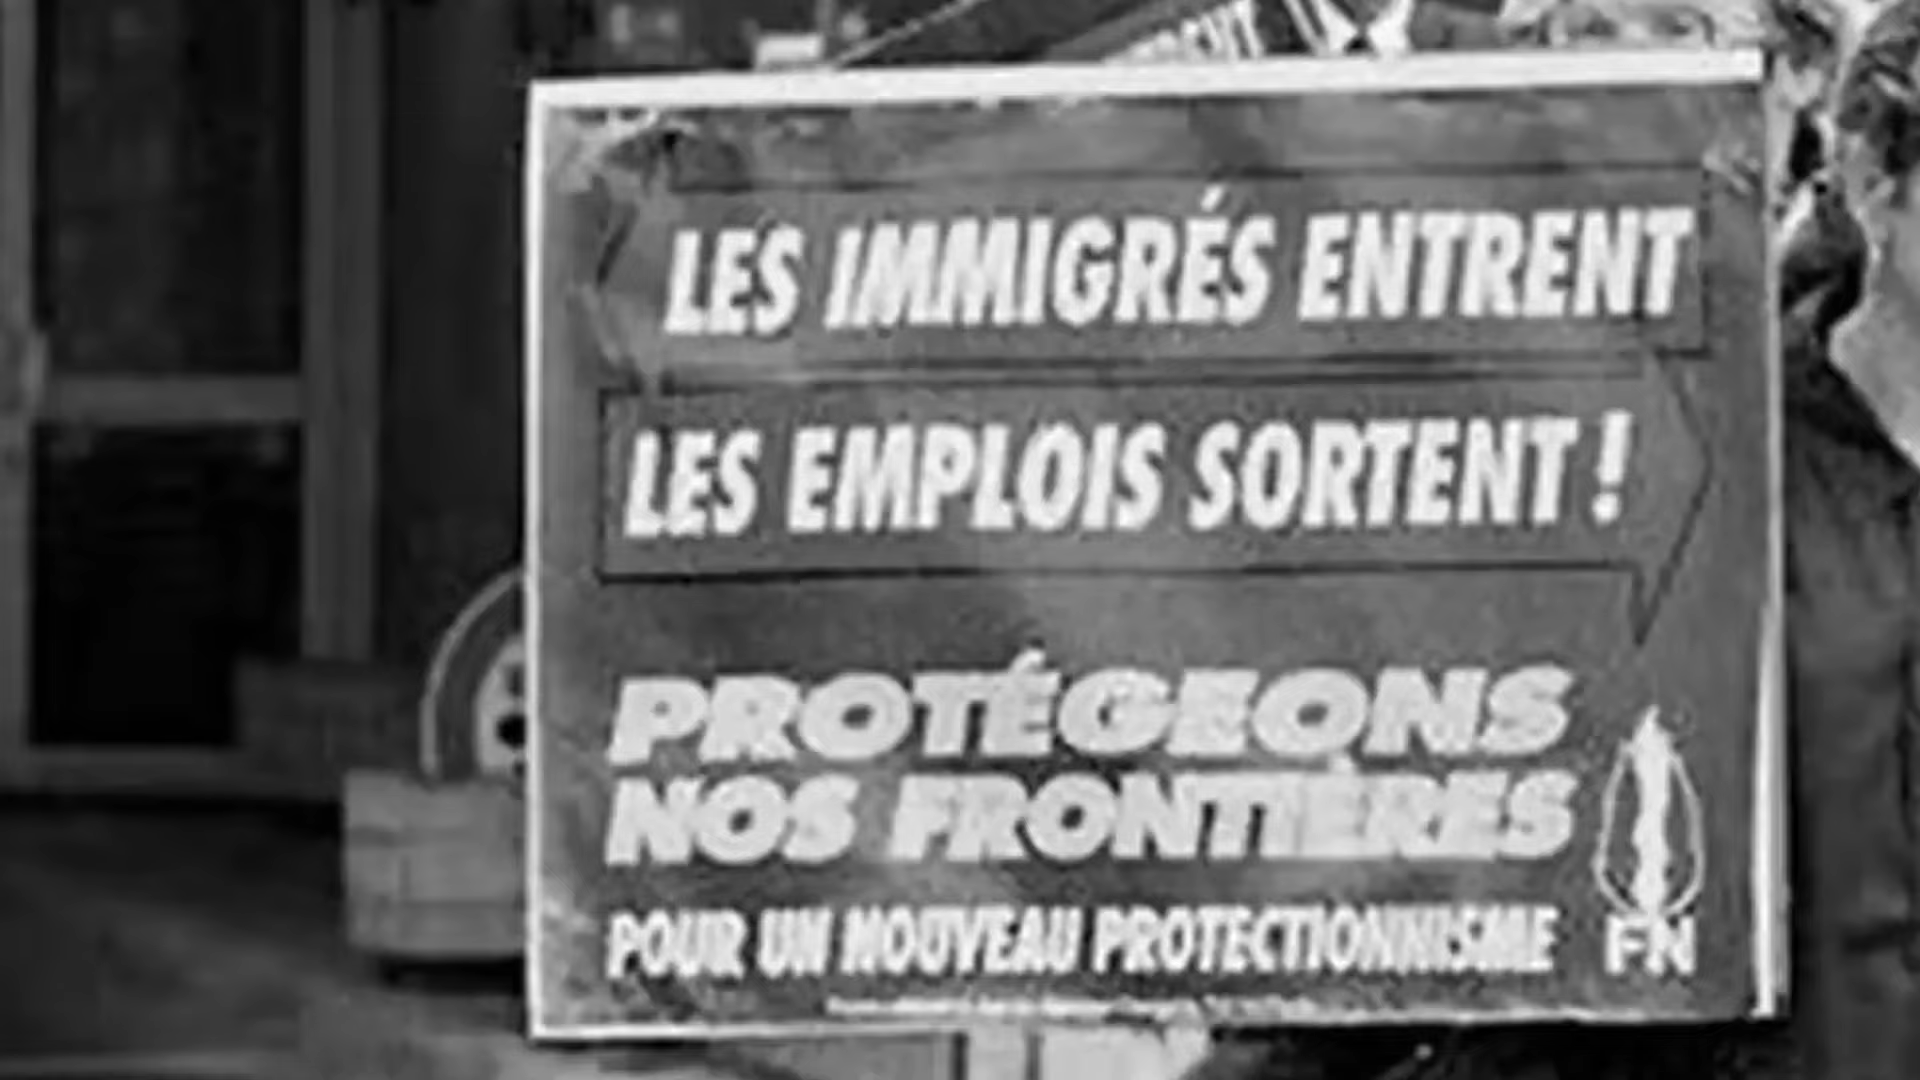 LES IMMIGRÉS ENTRENT
LES EMPLOIS SORTENT !
PROTÉGEONS
NOS FRONTIÈRES
POUR UN NOUVEAU PROTECTIONNISME
FN